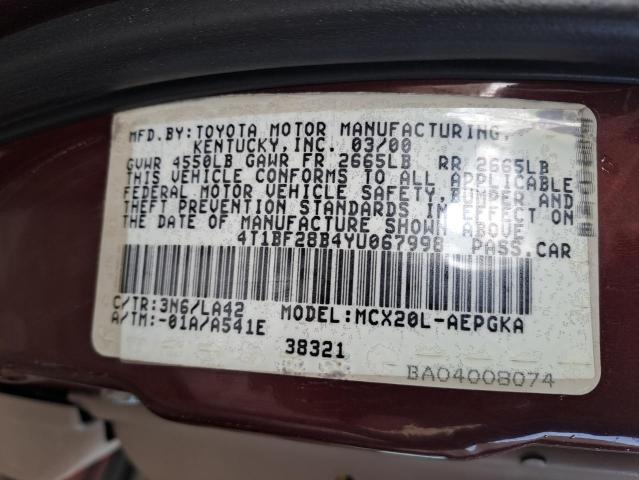 MFD. BY: TOYOTA MOTOR MANUFACTURING,
KENTUCKY, INC. 03/00
GVWR 4550LB GAWR FR 2665LB RR 2665LB
THIS VEHICLE CONFORMS TO ALL APPLICABLE
FEDERAL MOTOR VEHICLE SAFETY, BUMPER AND
THEFT PREVENTION STANDARDS IN EFFECT ON
THE DATE OF MANUFACTURE SHOWN ABOVE
4T1BF28B4YU067998 PASS.CAR
C/TR:3N6/LA42 MODEL:MCX20L-AEPGKA
A/TM:-01A/A541E
38321
BA04008074